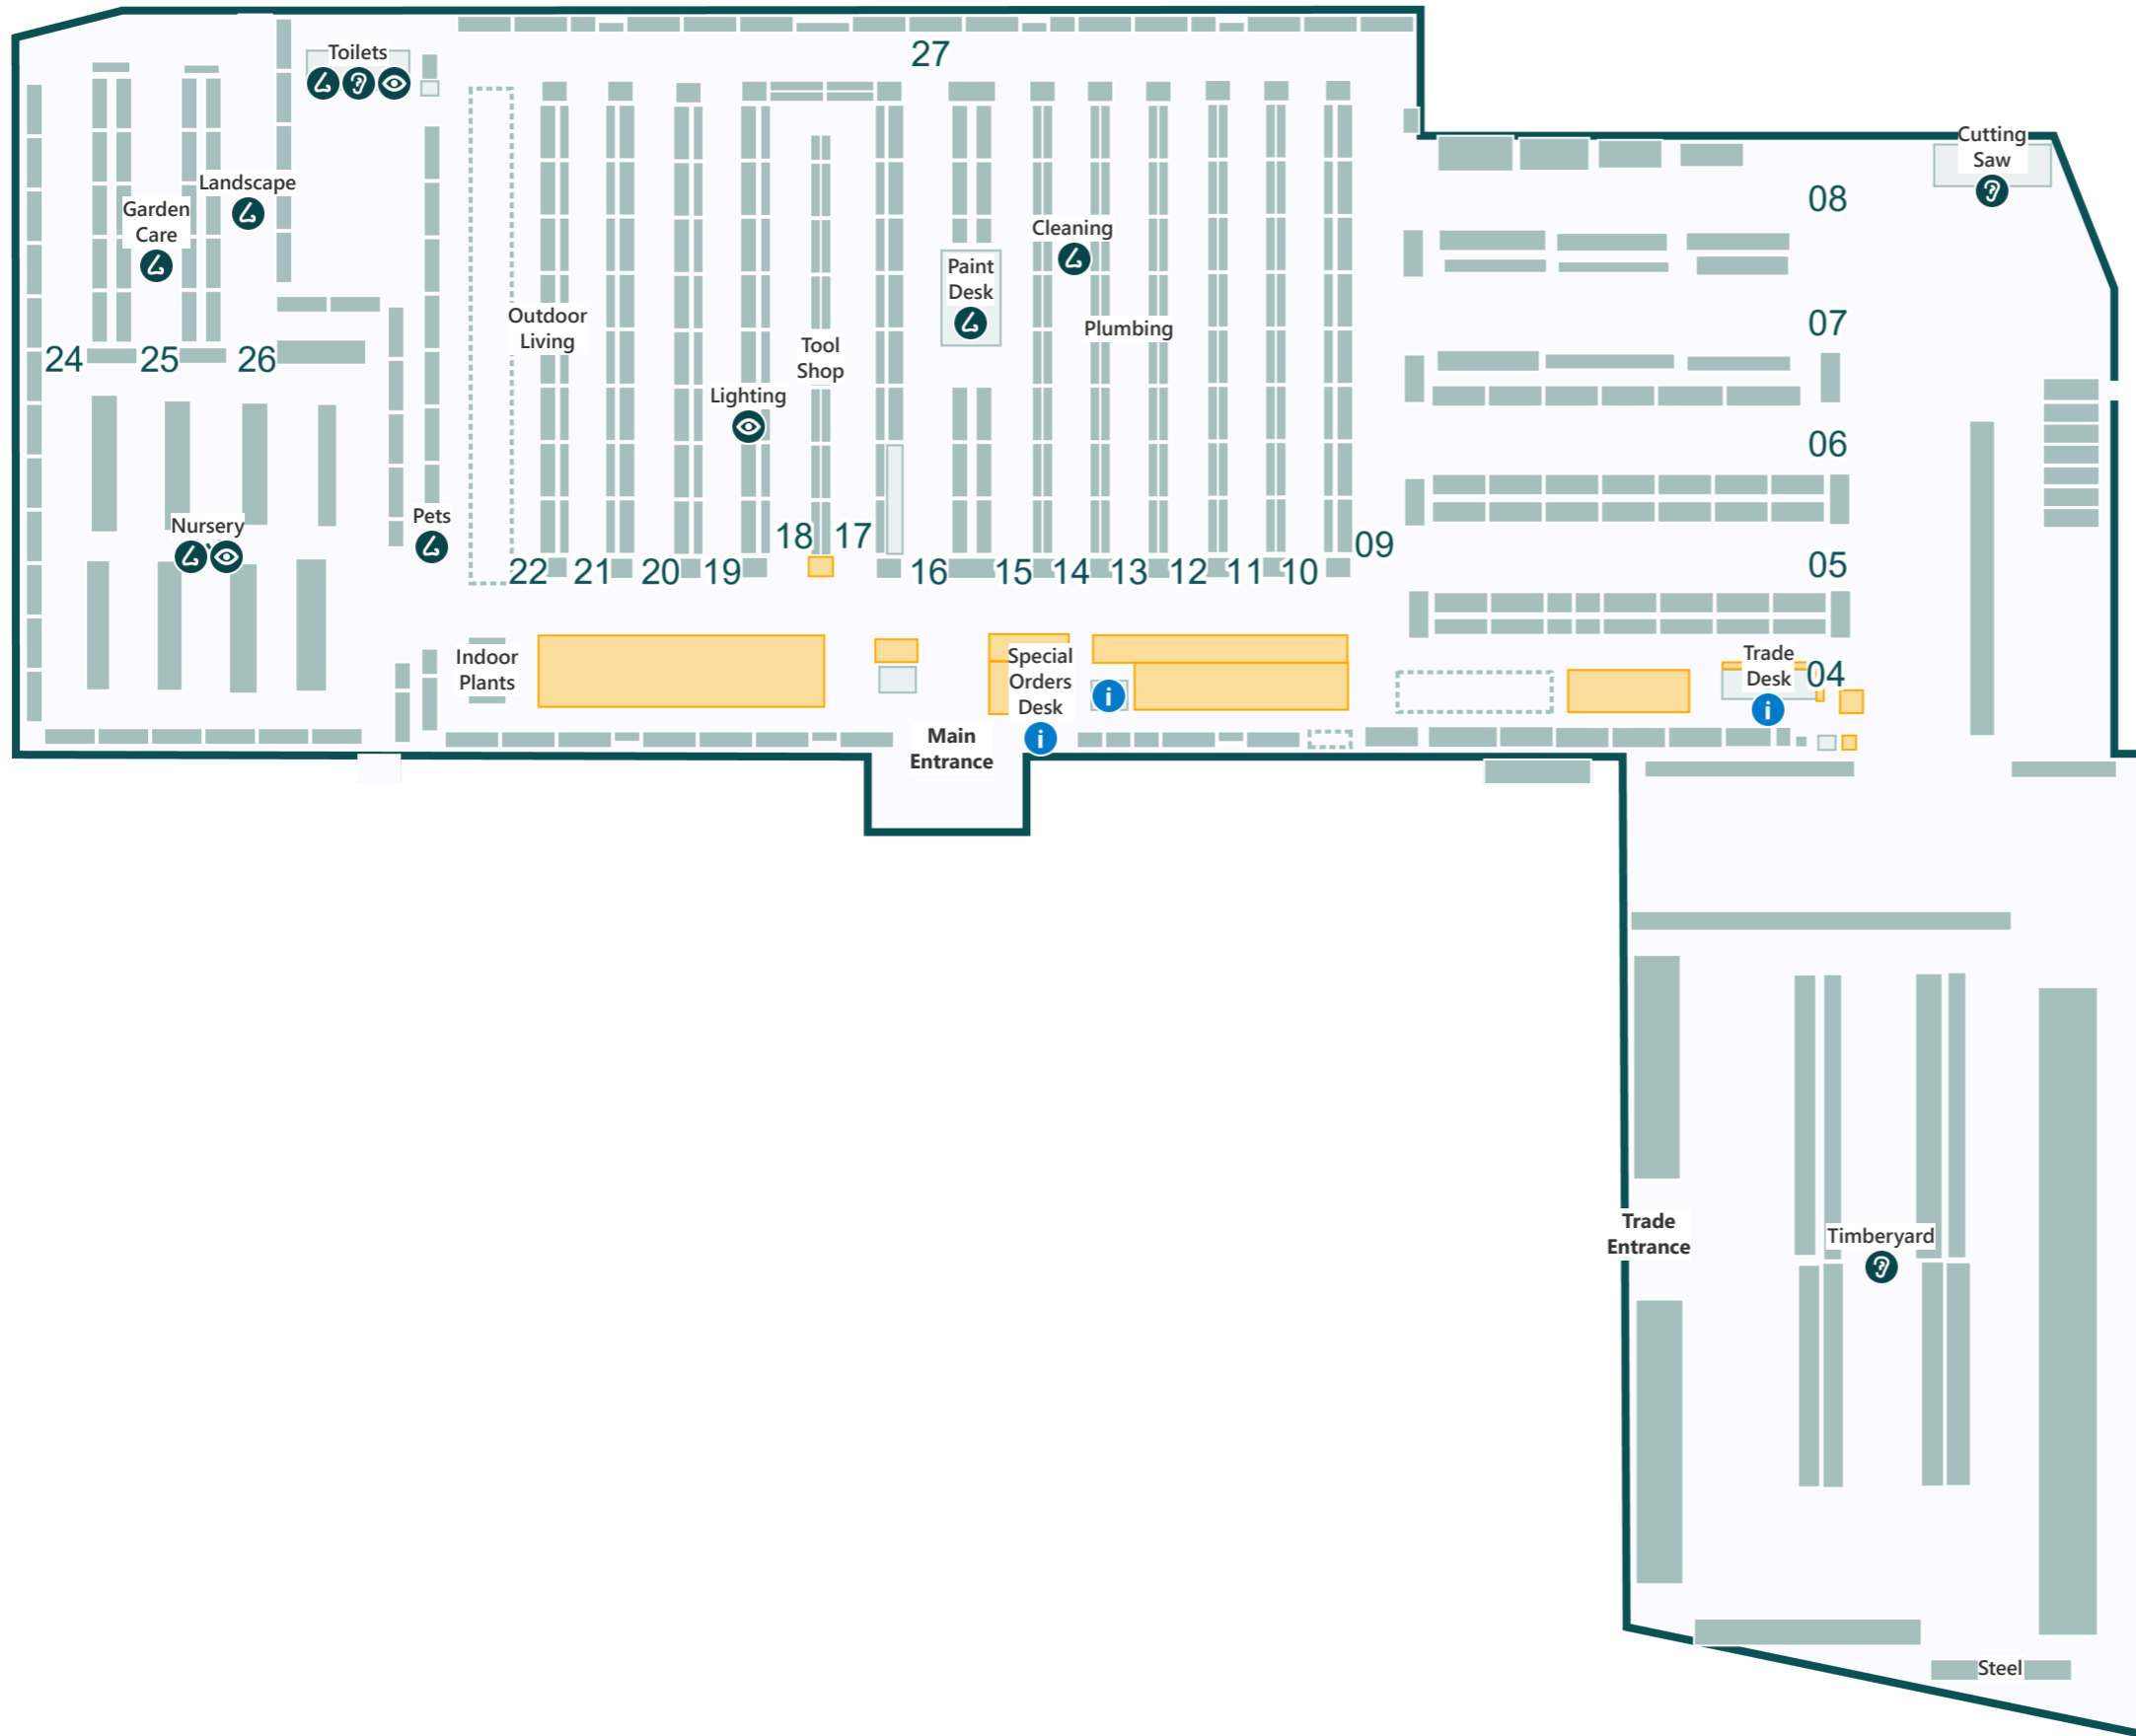 Toilets
27
Cutting
Saw
Landscape
08
Garden
Care
Cleaning
Paint
Desk
Outdoor
Living
Plumbing
07
Tool
Shop
24
25
26
Lighting
06
Pets
Nursery
18
17
09
22
21
20
19
16
15
14
13
12
11
10
05
Indoor
Plants
Special
Orders
Desk
Trade
Desk
04
Main
Entrance
i
i
i
Trade
Entrance
Timberyard
Steel